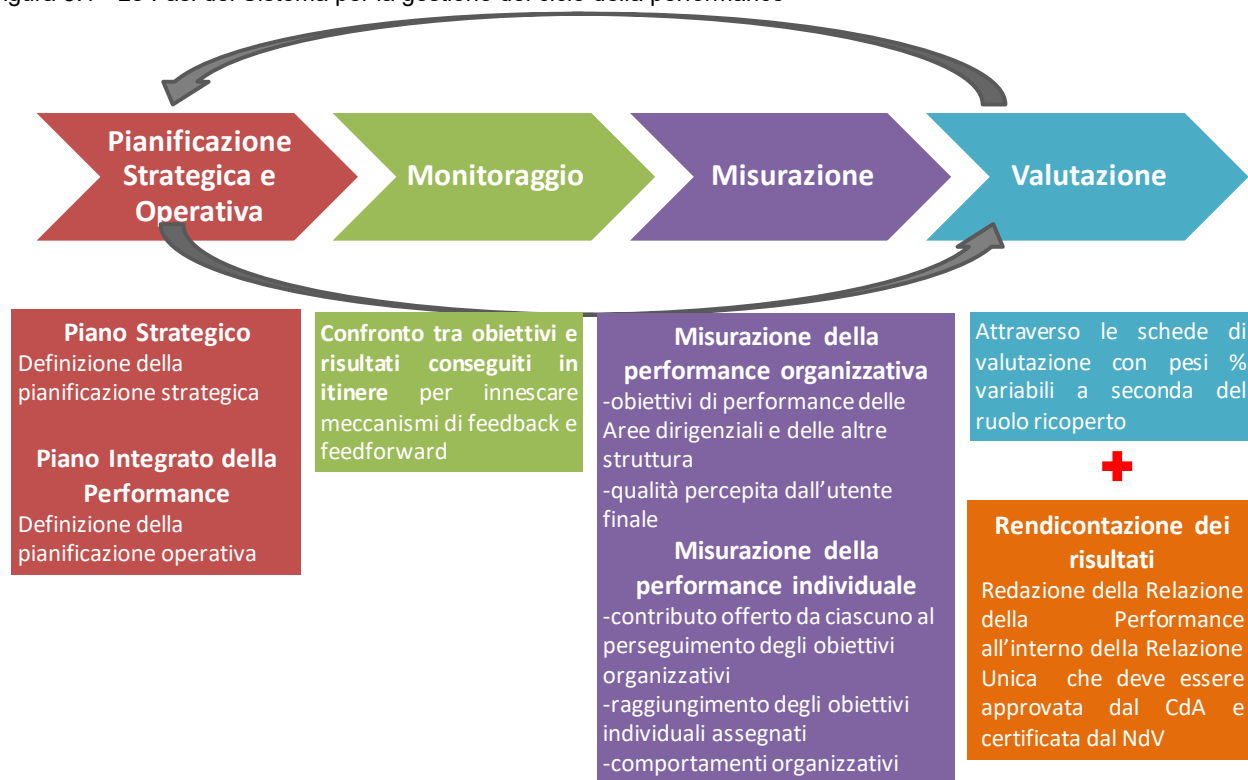 Pianificazione
Strategica e
Operativa
Monitoraggio
Misurazione
Valutazione
Piano Strategico
Definizione della
pianificazione strategica
Piano Integrato della
Performance
Definizione della
pianificazione operativa
Confronto tra obiettivi e
risultati conseguiti in
itinere per innescare
meccanismi di feedback e
feedforward
Misurazione della
performance organizzativa
-obiettivi di performance delle
Aree dirigenziali e delle altre
struttura
-qualità percepita dall'utente
finale
Misurazione della
performance individuale
-contributo offerto da ciascuno al
perseguimento degli obiettivi
organizzativi
-raggiungimento degli obiettivi
individuali assegnati
-comportamenti organizzativi
Attraverso le schede di
valutazione con pesi %
variabili a seconda del
ruolo ricoperto
Rendicontazione dei
risultati
Redazione della Relazione
della Performance
all'interno della Relazione
Unica che deve essere
approvata dal CdA e
certificata dal NdV